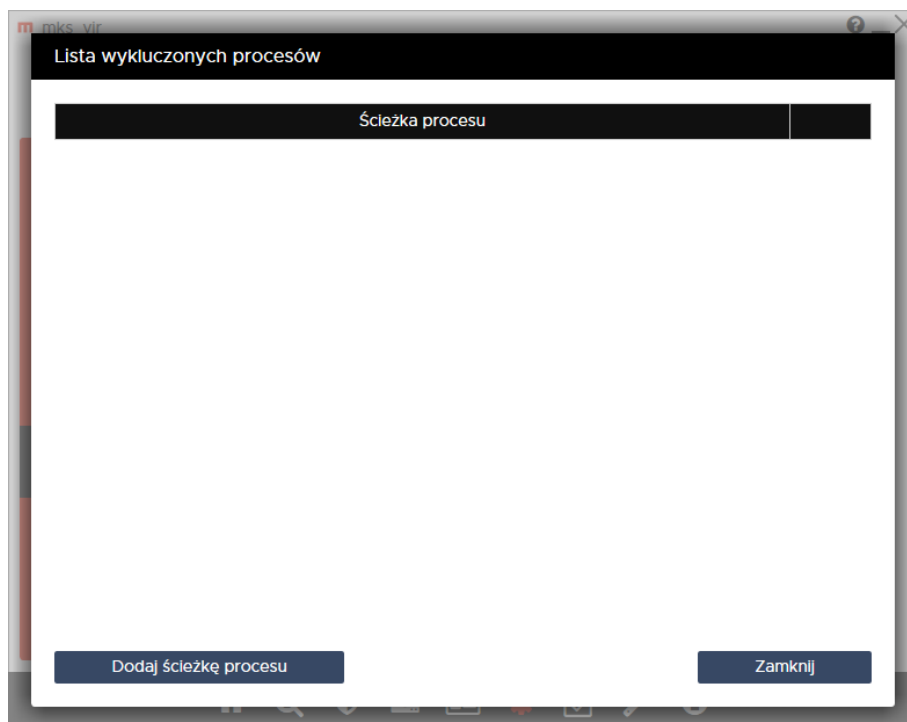 mks_vir
Lista wykluczonych procesów
Ścieżka procesu
Dodaj ścieżkę procesu
Zamknij